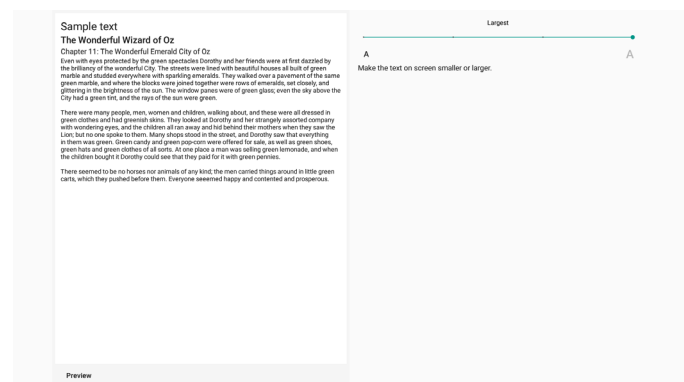 Sample text
The Wonderful Wizard of Oz
Chapter 11: The Wonderful Emerald City of Oz
Even with eyes protected by the green spectacles Dorothy and her friends were at first dazzled by
the brilliancy of the wonderful City. The streets were lined with beautiful houses all built of green
marble and studded everywhere with sparkling emeralds. They walked over a pavement of the same
green marble, and where the blocks were joined together were rows of emeralds, set closely, and
glittering in the brightness of the sun. The window panes were of green glass; even the sky above the
City had a green tint, and the rays of the sun were green.
There were many people, men, women and children, walking about, and these were all dressed in
green clothes and had greenish skins. They looked at Dorothy and her strangely assorted company
with wondering eyes, and the children all ran away and hid behind their mothers when they saw the
Lion; but no one spoke to them. Many shops stood in the street, and Dorothy saw that everything
in them was green. Green candy and green pop-corn were offered for sale, as well as green shoes,
green hats and green clothes of all sorts. At one place a man was selling green lemonade, and when
the children bought it Dorothy could see that they paid for it with green pennies.
There seemed to be no horses nor animals of any kind; the men carried things around in little green
carts, which they pushed before them. Everyone seeemed happy and contented and prosperous.
Preview
Largest
A
A
Make the text on screen smaller or larger.